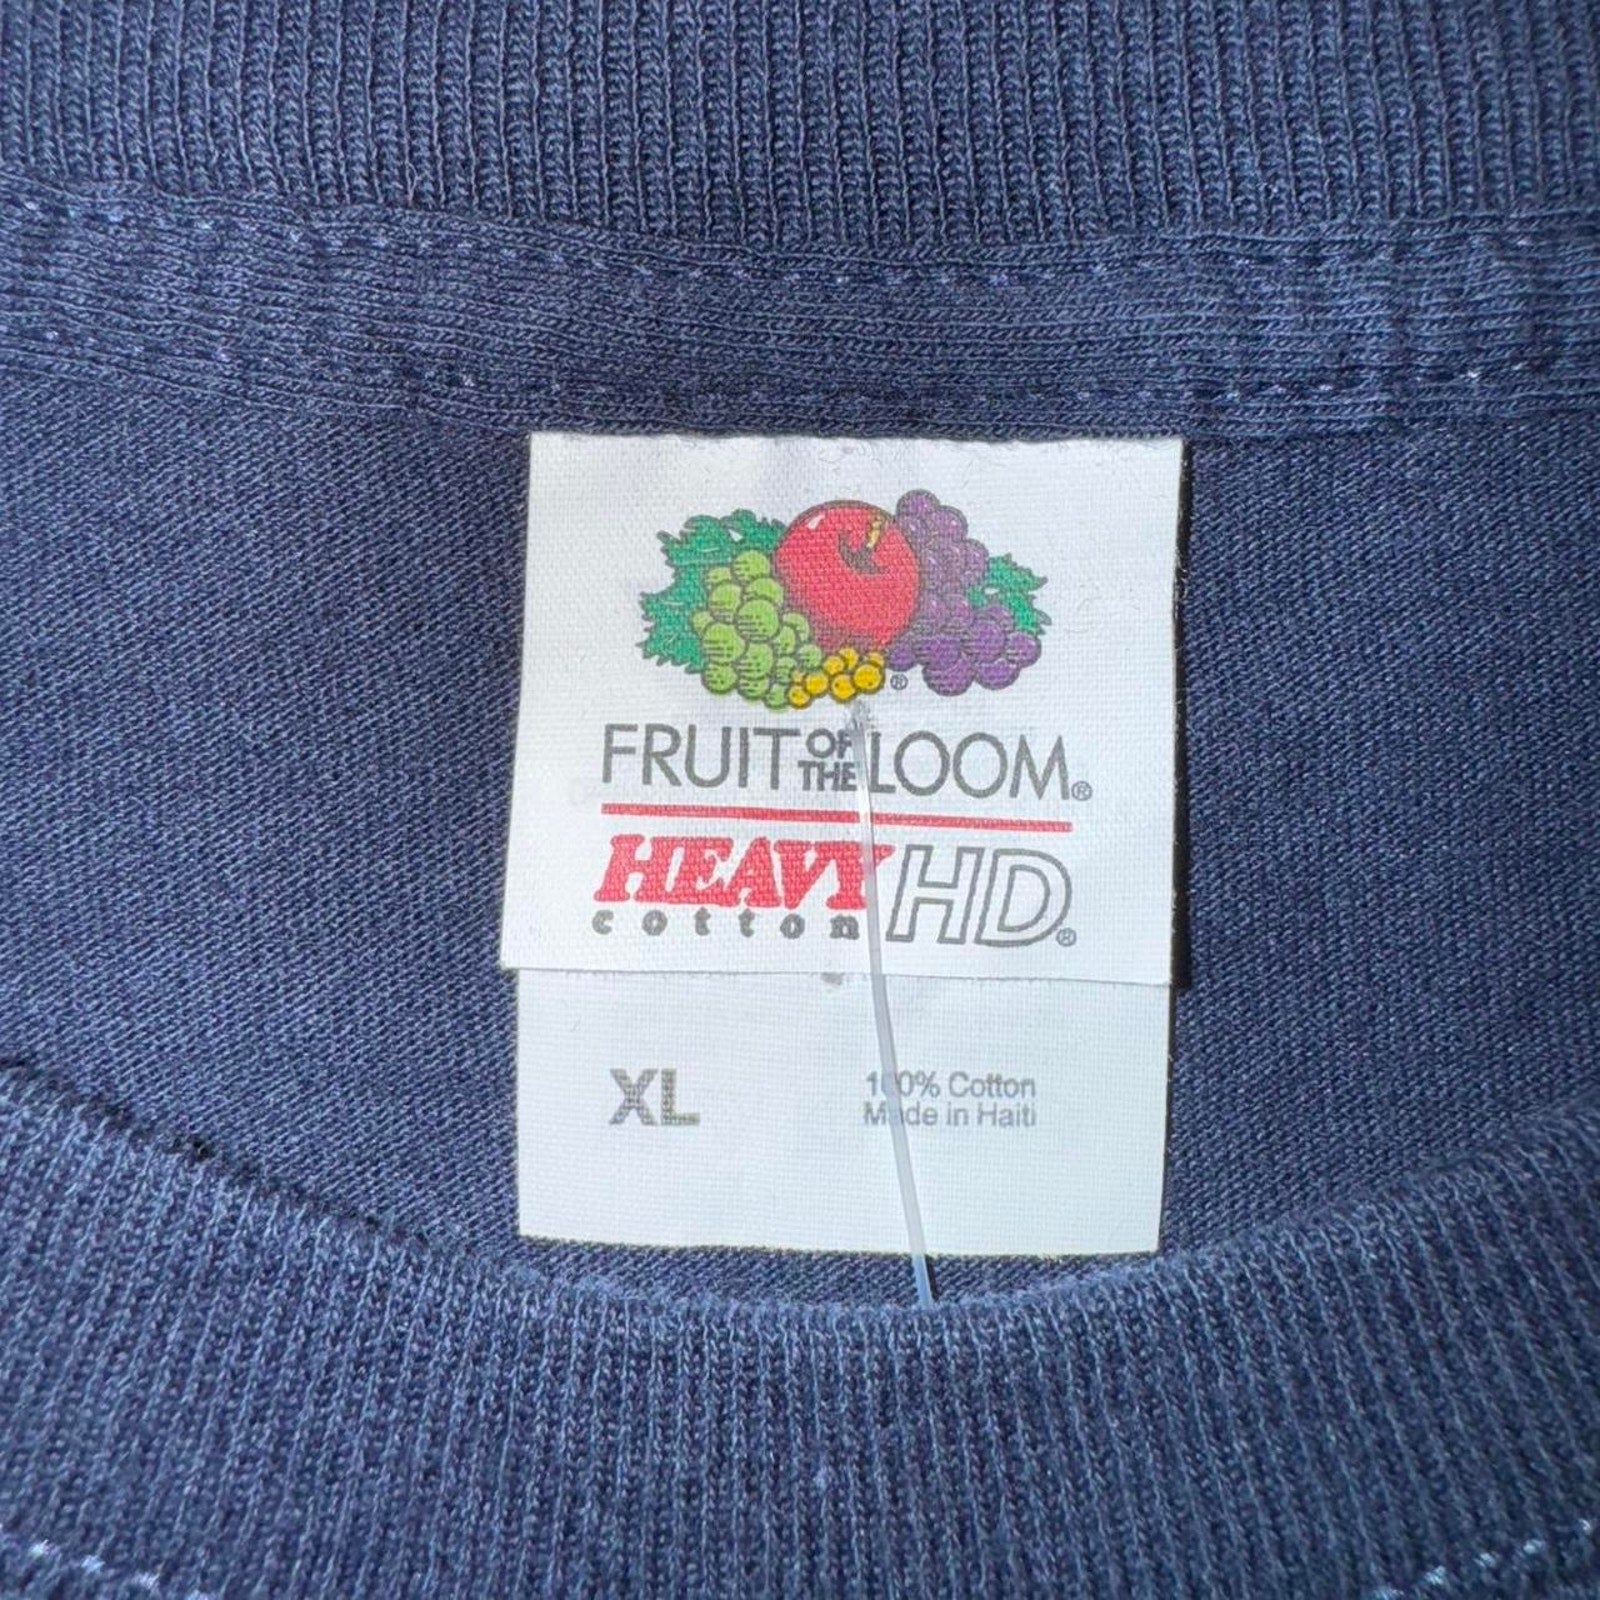 FRUIT OF THE LOOM®
HEAVY cotton HD®
XL
100% Cotton
Made in Haiti